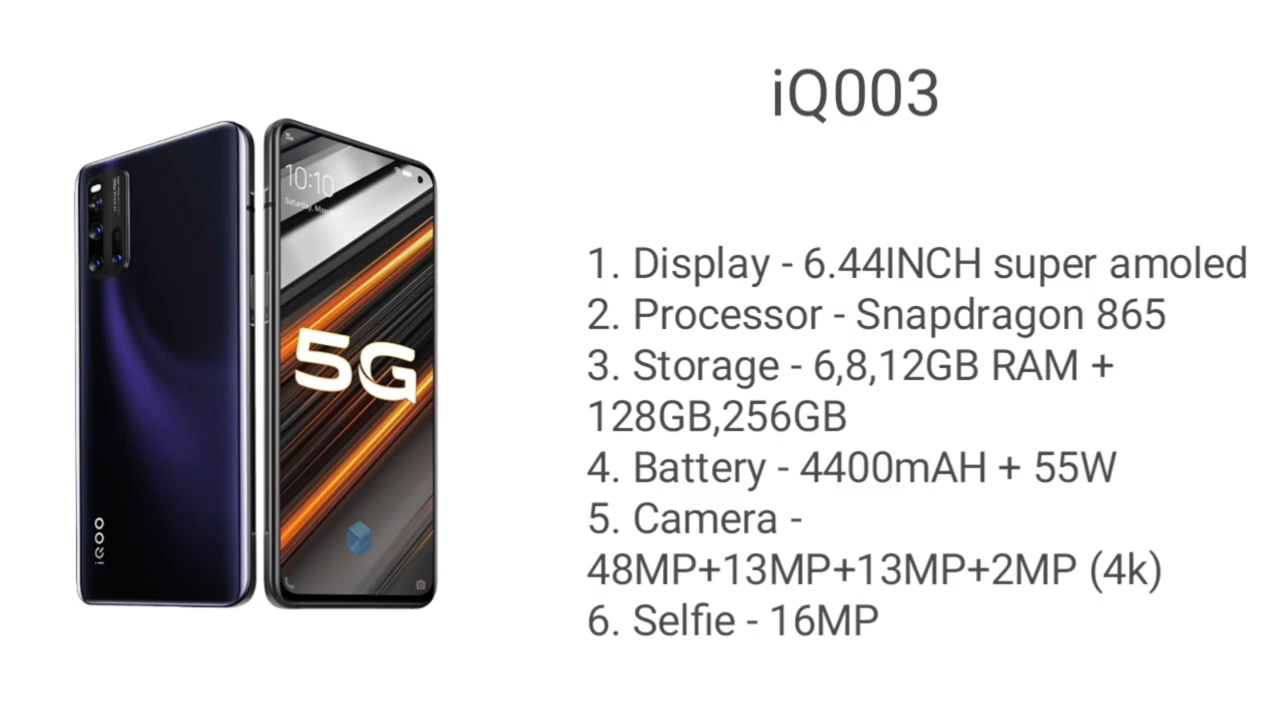 iQ003
10:10
5G
iQOO
1. Display - 6.44INCH super amoled
2. Processor - Snapdragon 865
3. Storage - 6,8,12GB RAM +
128GB,256GB
4. Battery - 4400mAH + 55W
5. Camera -
48MP+13MP+13MP+2MP (4k)
6. Selfie - 16MP